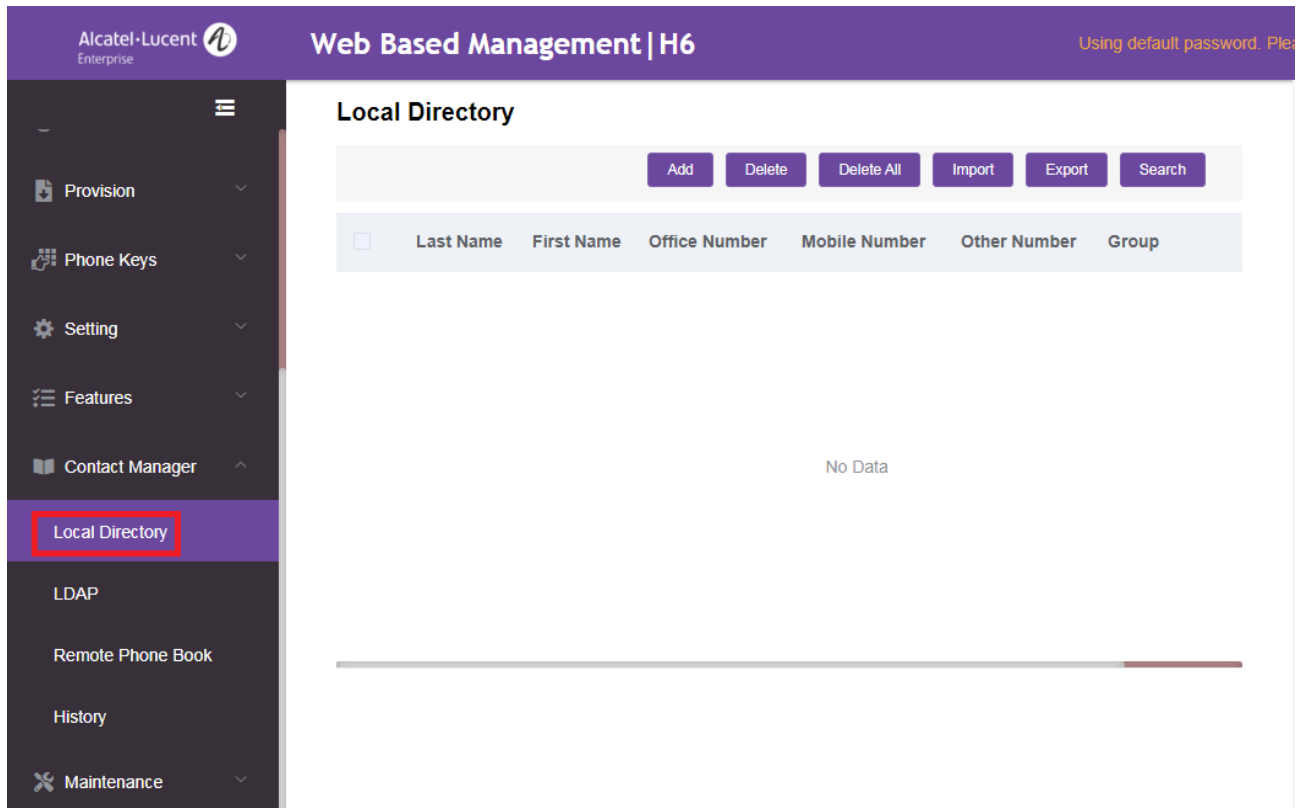 Alcatel·Lucent
Enterprise
Web Based Management|H6
Using default password. Plea
Provision
Phone Keys
Setting
Features
Contact Manager
Local Directory
LDAP
Remote Phone Book
History
Maintenance
Local Directory
Add Delete Delete All Import Export Search
Last Name First Name Office Number Mobile Number Other Number Group
No Data